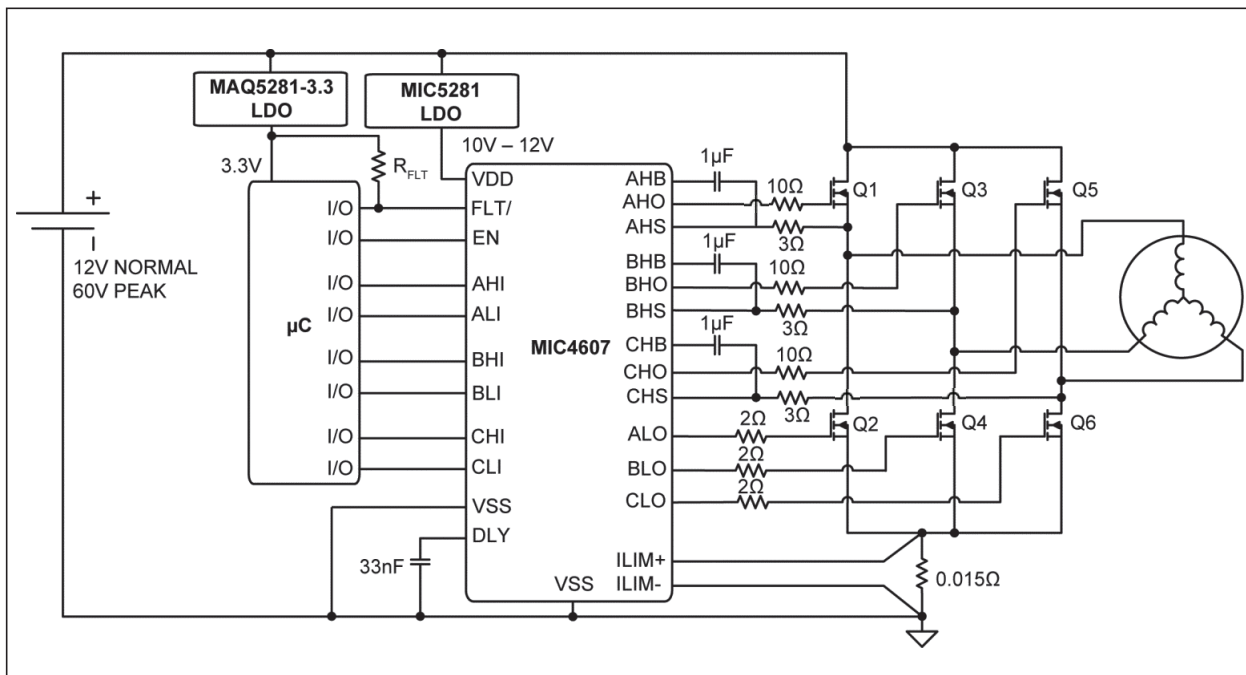 MAQ5281-3.3
LDO
MIC5281
LDO
10V – 12V
3.3V
R_FLT
+
–
12V NORMAL
60V PEAK
µC
I/O
I/O
I/O
I/O
I/O
I/O
I/O
I/O
VDD
FLT/
EN
AHI
ALI
BHI
BLI
CHI
CLI
VSS
DLY
33nF
VSS
MIC4607
AHB
AHO
AHS
BHB
BHO
BHS
CHB
CHO
CHS
ALO
BLO
CLO
ILIM+
ILIM-
1µF
10Ω
3Ω
1µF
10Ω
3Ω
1µF
10Ω
3Ω
2Ω
2Ω
2Ω
Q1
Q3
Q5
Q2
Q4
Q6
0.015Ω